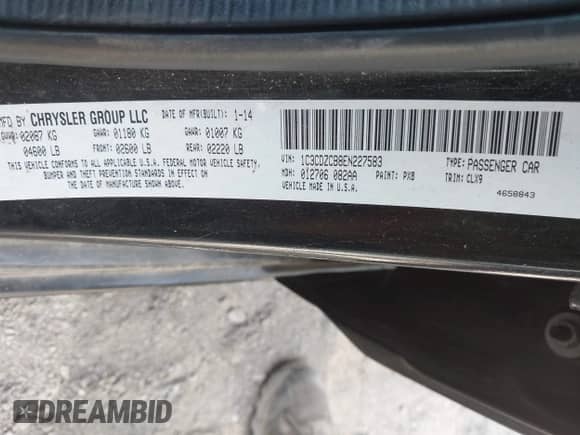 MFD BY CHRYSLER GROUP LLC DATE OF MFR(BUILT): 1-14
GVWR: 02087 KG GAWR: 01180 KG GAWR: 01007 KG
04600 LB FRONT: 02600 LB REAR: 02220 LB
THIS VEHICLE CONFORMS TO ALL APPLICABLE U.S.A. FEDERAL MOTOR VEHICLE SAFETY,
BUMPER AND THEFT PREVENTION STANDARDS IN EFFECT ON
THE DATE OF MANUFACTURE SHOWN ABOVE.
VIN: 1C3CDZCB8EN227583 TYPE: PASSENGER CAR
MDH: 012706 082AA PAINT: PX8 TRIM: CLX9
VEHICLE MADE IN U.S.A. 4658843
DREAMBID